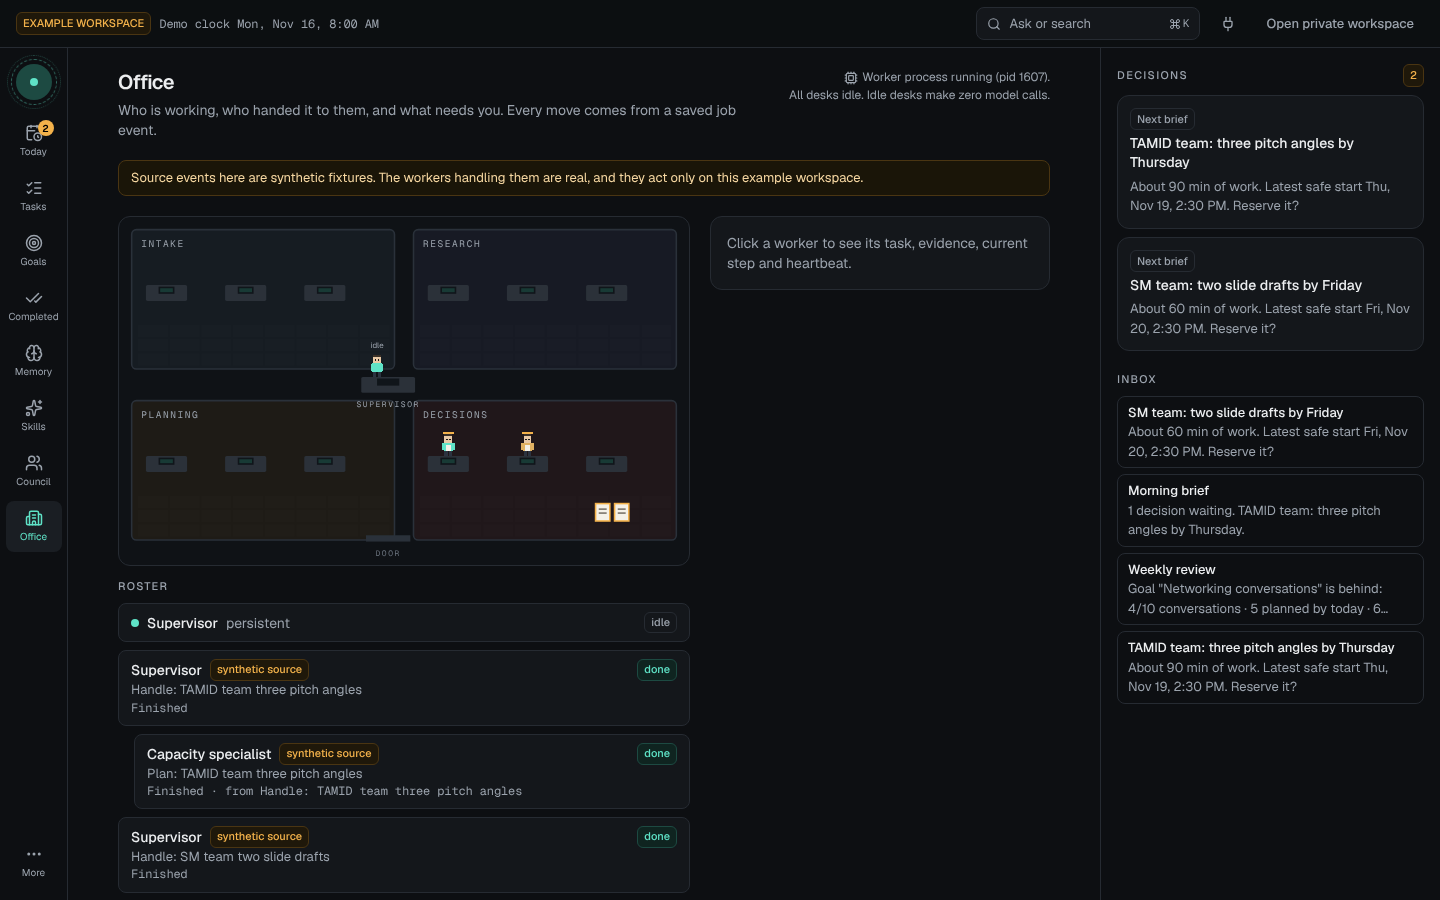 EXAMPLE WORKSPACE
Demo clock Mon, Nov 16, 8:00 AM
Ask or search
⌘K
Open private workspace
2
Today
Tasks
Goals
Completed
Memory
Skills
Council
Office
More
Office
Who is working, who handed it to them, and what needs you. Every move comes from a saved job
event.
Worker process running (pid 1607).
All desks idle. Idle desks make zero model calls.
Source events here are synthetic fixtures. The workers handling them are real, and they act only on this example workspace.
INTAKE
RESEARCH
idle
SUPERVISOR
PLANNING
DECISIONS
DOOR
Click a worker to see its task, evidence, current
step and heartbeat.
ROSTER
Supervisor persistent
idle
Supervisor synthetic source
done
Handle: TAMID team three pitch angles
Finished
Capacity specialist synthetic source
done
Plan: TAMID team three pitch angles
Finished · from Handle: TAMID team three pitch angles
Supervisor synthetic source
done
Handle: SM team two slide drafts
Finished
DECISIONS
2
Next brief
TAMID team: three pitch angles by
Thursday
About 90 min of work. Latest safe start Thu,
Nov 19, 2:30 PM. Reserve it?
Next brief
SM team: two slide drafts by Friday
About 60 min of work. Latest safe start Fri, Nov
20, 2:30 PM. Reserve it?
INBOX
SM team: two slide drafts by Friday
About 60 min of work. Latest safe start Fri, Nov
20, 2:30 PM. Reserve it?
Morning brief
1 decision waiting. TAMID team: three pitch
angles by Thursday.
Weekly review
Goal "Networking conversations" is behind:
4/10 conversations · 5 planned by today · 6...
TAMID team: three pitch angles by Thursday
About 90 min of work. Latest safe start Thu,
Nov 19, 2:30 PM. Reserve it?